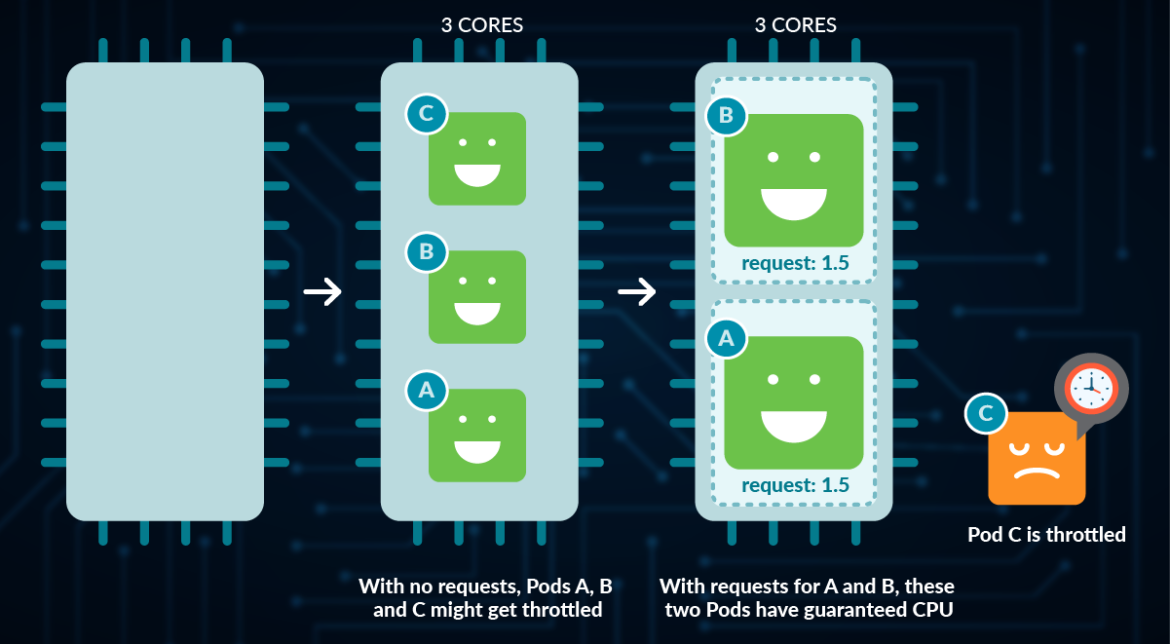 3 CORES
3 CORES
C
B
A
B
request: 1.5
A
request: 1.5
C
Pod C is throttled
With no requests, Pods A, B
and C might get throttled
With requests for A and B, these
two Pods have guaranteed CPU